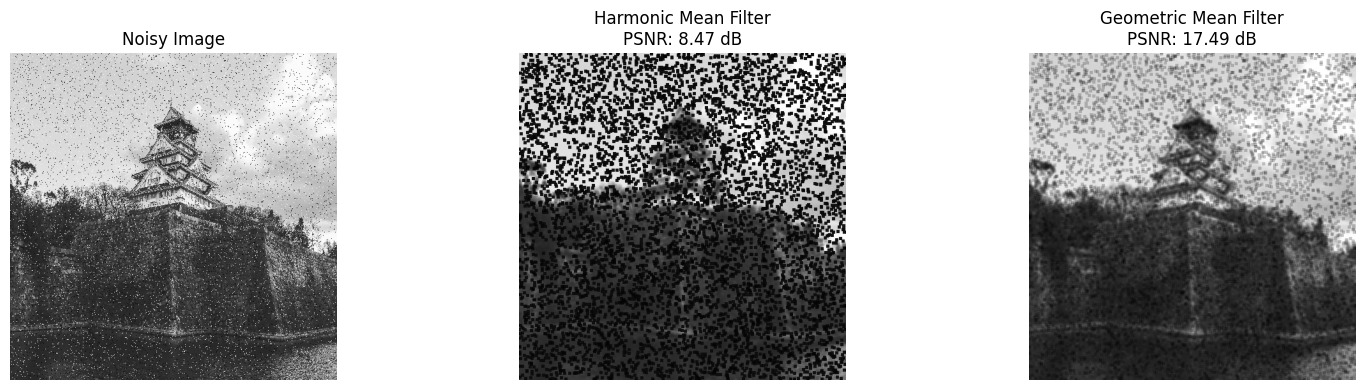 Noisy Image
Harmonic Mean Filter
PSNR: 8.47 dB
Geometric Mean Filter
PSNR: 17.49 dB